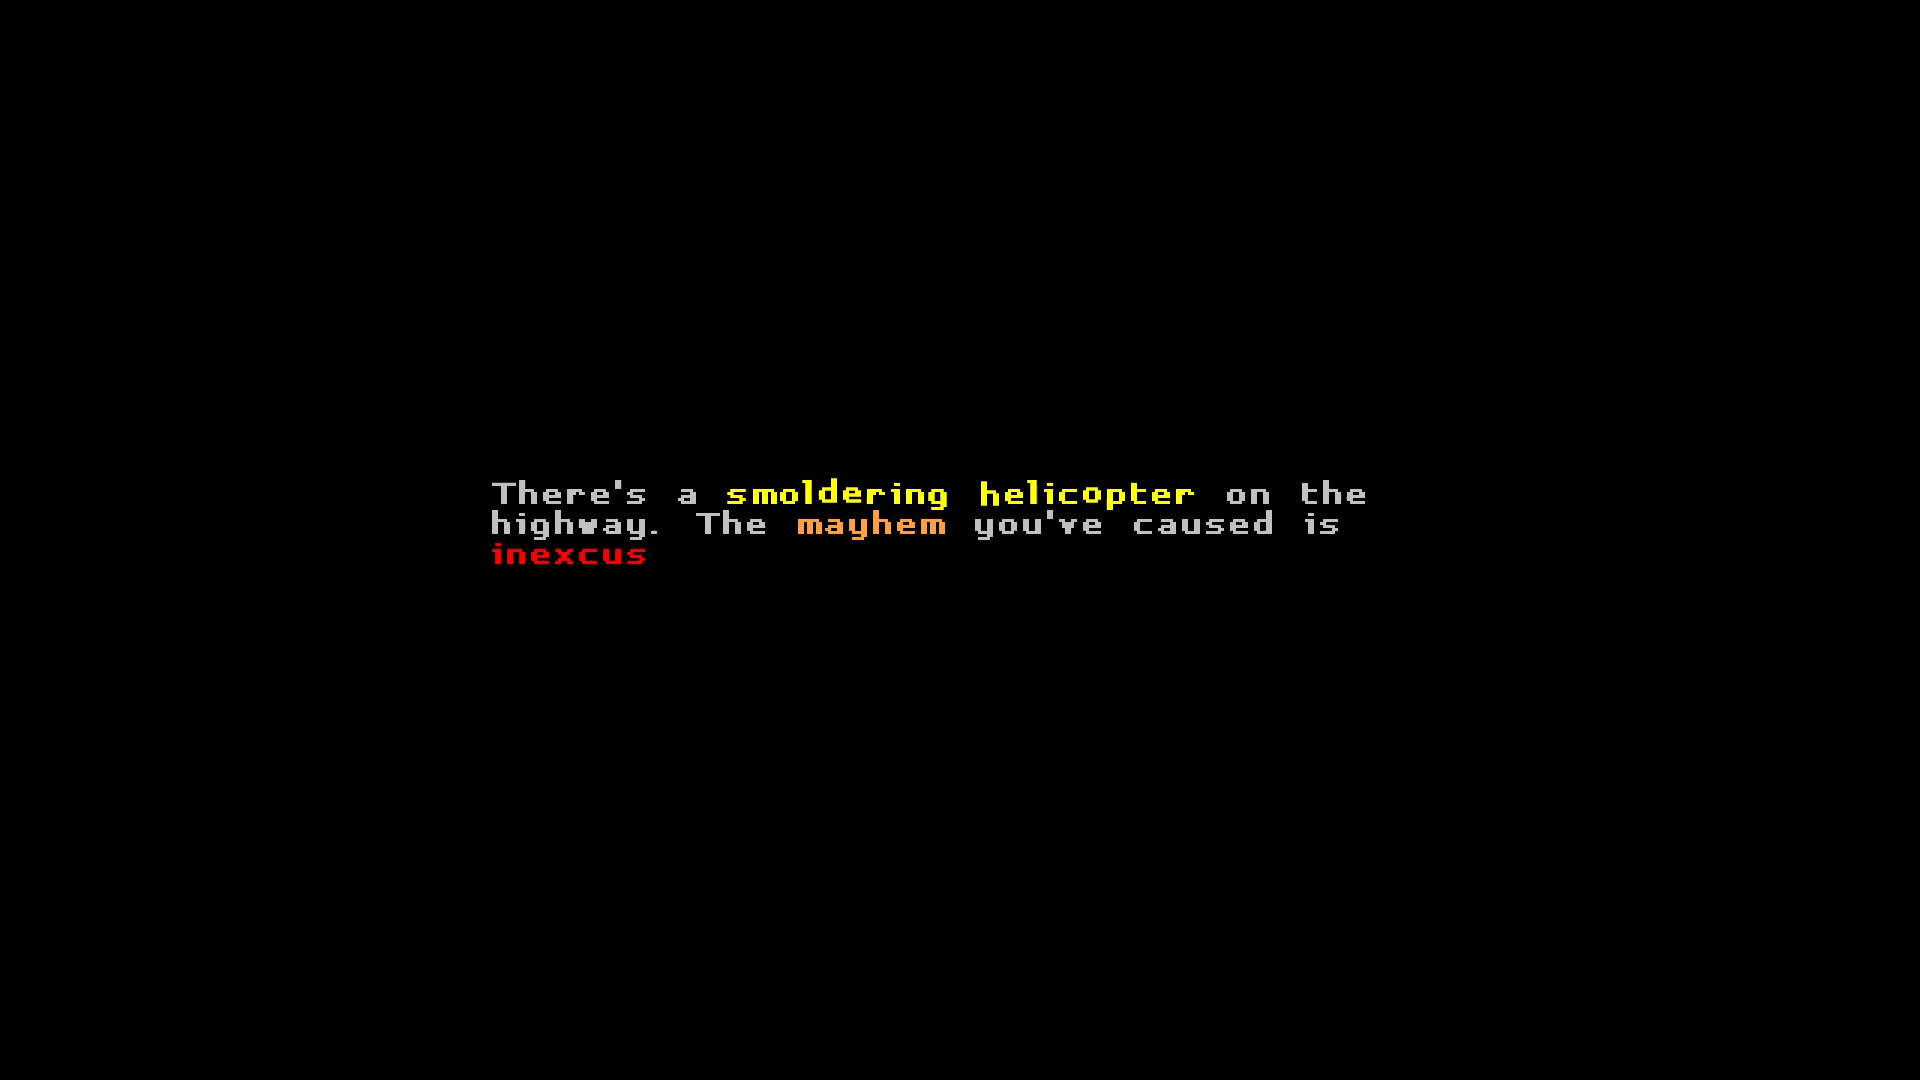 There's a smoldering helicopter on the
highway. The mayhem you've caused is
inexcus